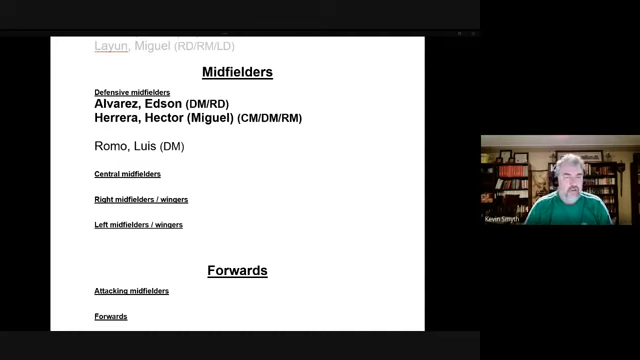 Layun, Miguel (RD/RM/LD)
Midfielders
Defensive midfielders
Alvarez, Edson (DM/RD)
Herrera, Hector (Miguel) (CM/DM/RM)
Romo, Luis (DM)
Central midfielders
Right midfielders / wingers
Left midfielders / wingers
Forwards
Attacking midfielders
Forwards
Kevin Smyth